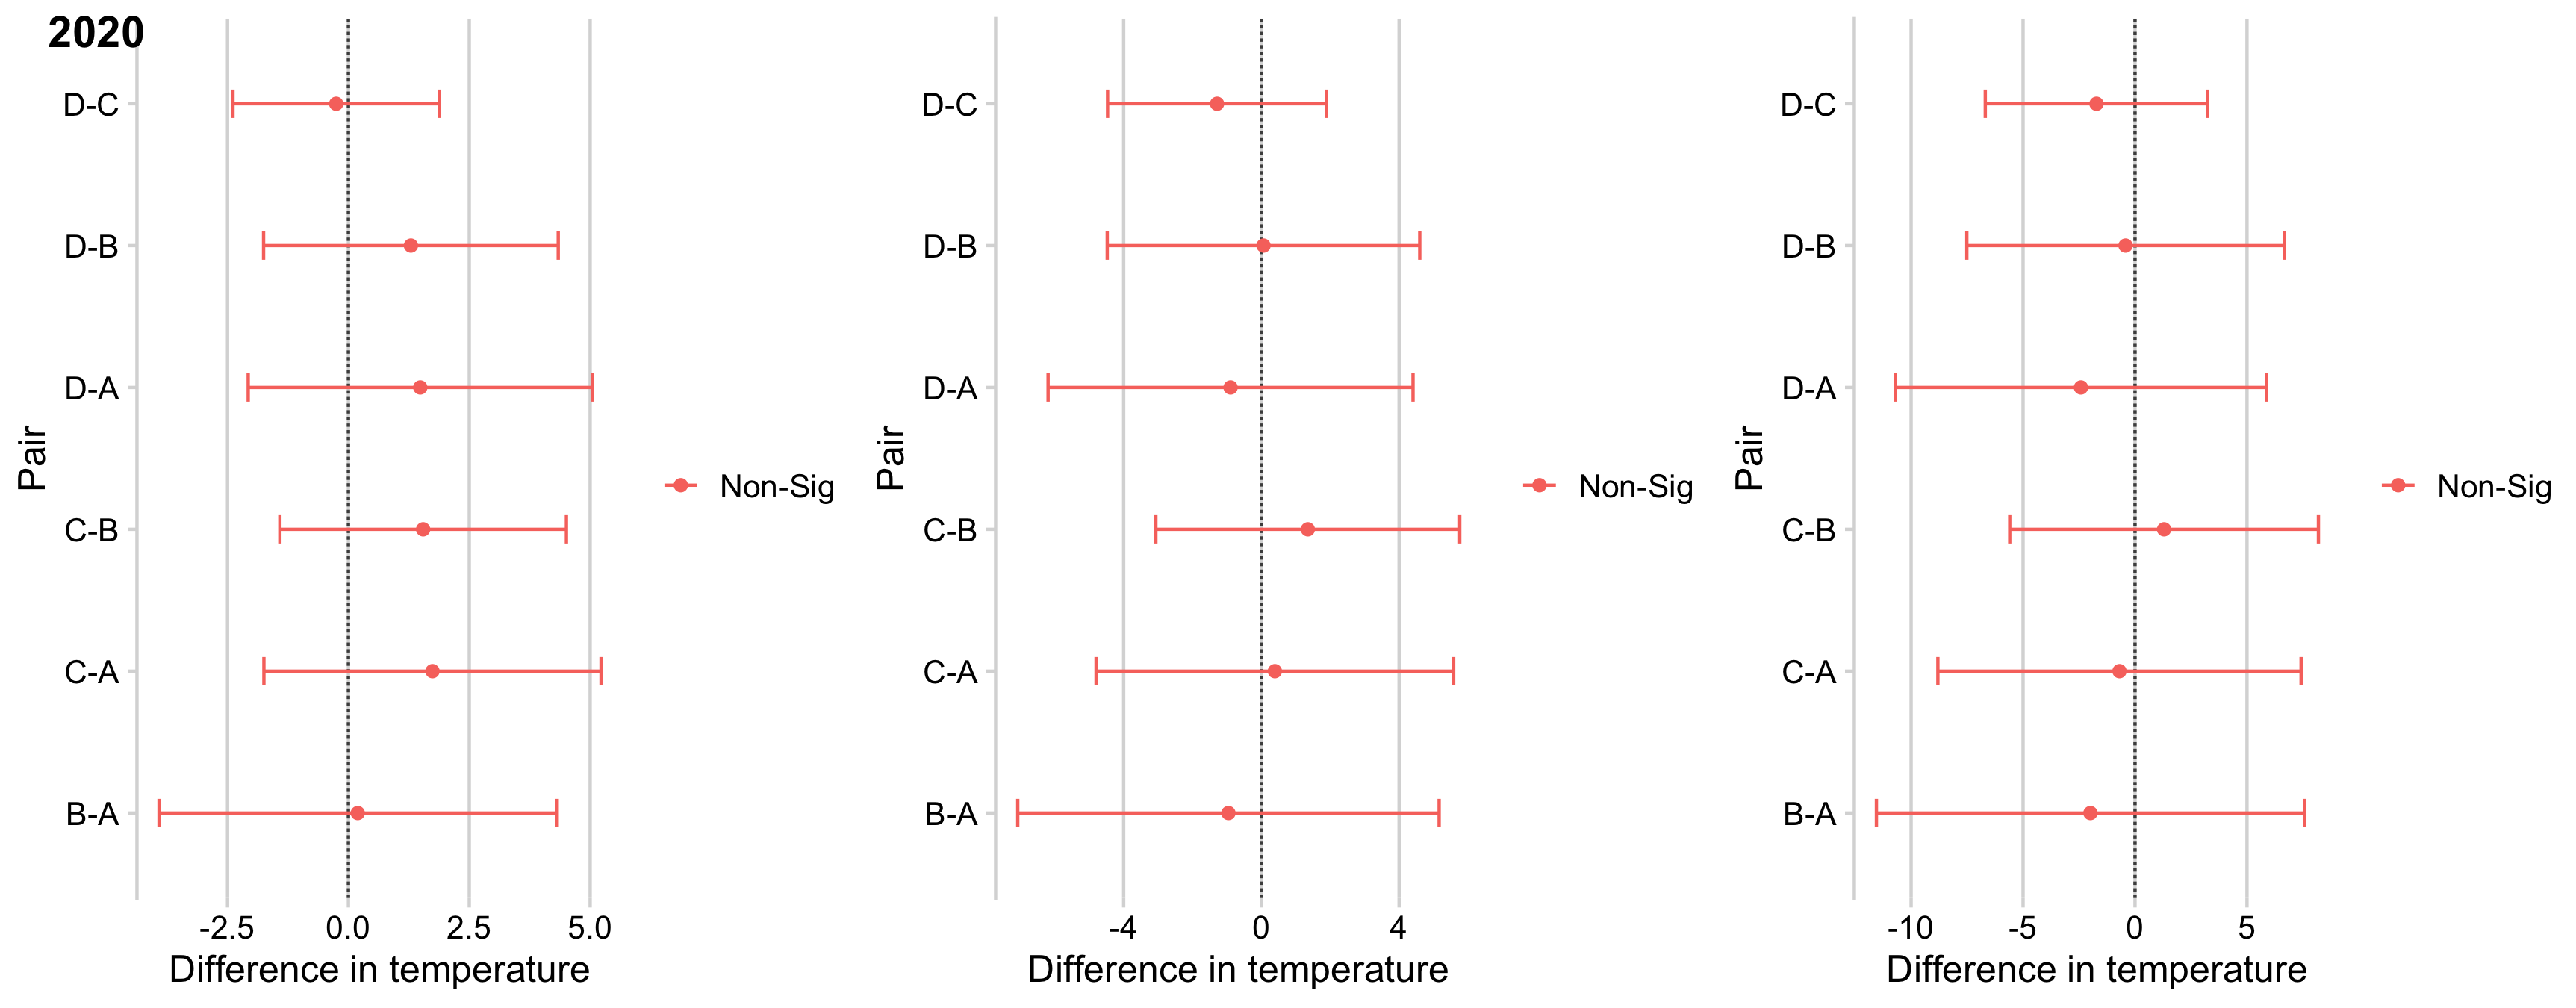 2020
D-C
D-B
D-A
C-B
C-A
B-A
Pair
-2.5 0.0 2.5 5.0
Difference in temperature
Non-Sig
D-C
D-B
D-A
C-B
C-A
B-A
Pair
-4 0 4
Difference in temperature
Non-Sig
D-C
D-B
D-A
C-B
C-A
B-A
Pair
-10 -5 0 5
Difference in temperature
Non-Sig